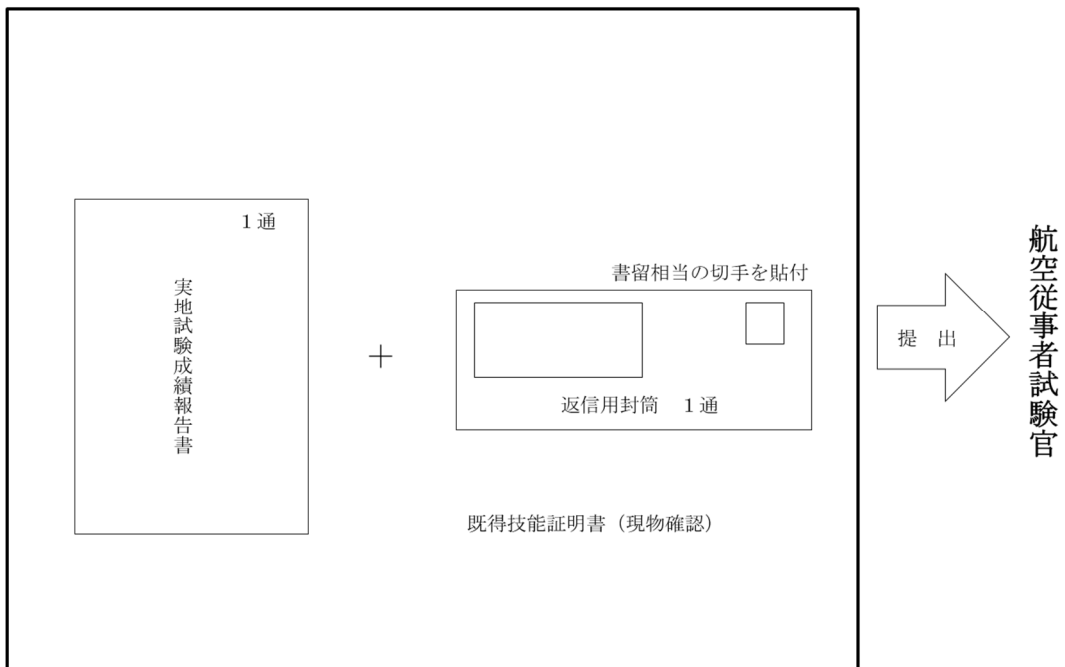 1通
実地試験成績報告書
＋
書留相当の切手を貼付
返信用封筒　1通
既得技能証明書（現物確認）
提　出
航空従事者試験官